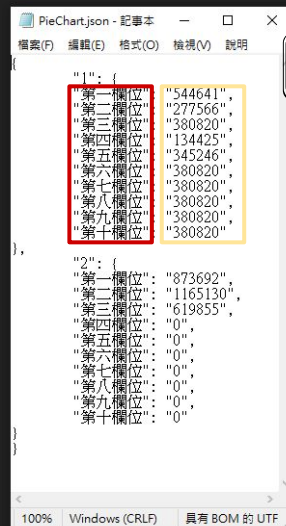 PieChart.json - 記事本
檔案(F) 編輯(E) 格式(O) 檢視(V) 說明
{
"1": {
"第一欄位": "544641",
"第二欄位": "277566",
"第三欄位": "380820",
"第四欄位": "134425",
"第五欄位": "345246",
"第六欄位": "380820",
"第七欄位": "380820",
"第八欄位": "380820",
"第九欄位": "380820",
"第十欄位": "380820"
},
"2": {
"第一欄位": "873692",
"第二欄位": "1165130",
"第三欄位": "619855",
"第四欄位": "0",
"第五欄位": "0",
"第六欄位": "0",
"第七欄位": "0",
"第八欄位": "0",
"第九欄位": "0",
"第十欄位": "0"
}
}
100% Windows (CRLF) 具有 BOM 的 UTF